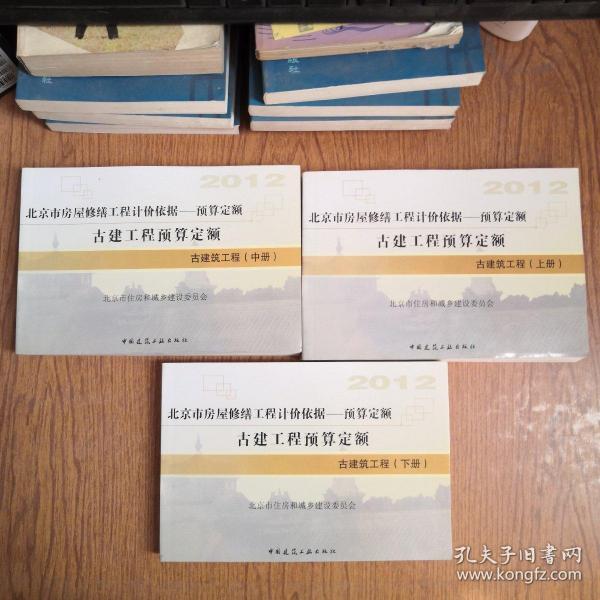 版社
2012
北京市房屋修缮工程计价依据——预算定额
古建工程预算定额
古建筑工程（中册）
北京市住房和城乡建设委员会
中国建筑工业出版社
2012
北京市房屋修缮工程计价依据——预算定额
古建工程预算定额
古建筑工程（上册）
北京市住房和城乡建设委员会
中国建筑工业出版社
2012
北京市房屋修缮工程计价依据——预算定额
古建工程预算定额
古建筑工程（下册）
北京市住房和城乡建设委员会
中国建筑工业出版社
孔夫子旧书网
www.kongfz.com